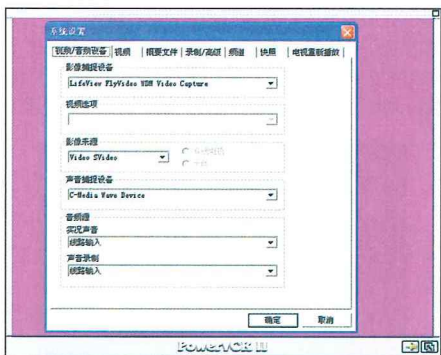 系统设置
视频/音频设备 视频 概要文件 录制/高级 频道 快照 电视重新播放
影像捕捉设备
LifeView FlyVideo WDM Video Capture
视频选项
影像来源
Video SVideo
声音捕捉设备
C-Media Wave Device
音频源
实况声音
线路输入
声音录制
线路输入
确定 取消
PowerVCR II